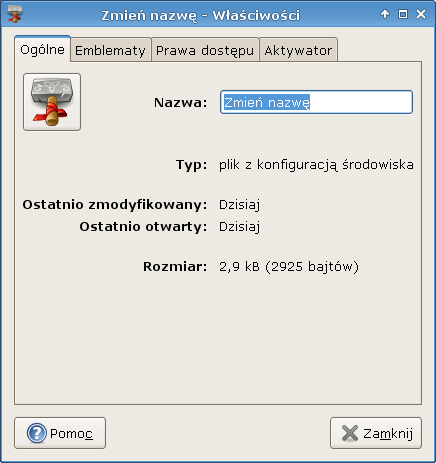 Zmień nazwę - Właściwości
Ogólne Emblematy Prawa dostępu Aktywator
Nazwa: Zmień nazwę
Typ: plik z konfiguracją środowiska
Ostatnio zmodyfikowany: Dzisiaj
Ostatnio otwarty: Dzisiaj
Rozmiar: 2,9 kB (2925 bajtów)
Pomoc Zamknij